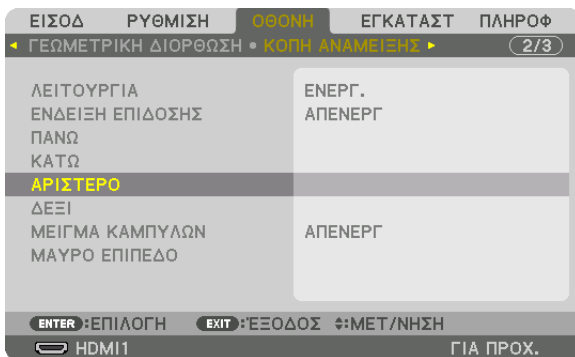 ΕΙΣΟΔ ΡΥΘΜΙΣΗ ΟΘΟΝΗ ΕΓΚΑΤΑΣΤ ΠΛΗΡΟΦ
ΓΕΩΜΕΤΡΙΚΗ ΔΙΟΡΘΩΣΗ • ΚΟΠΗ ΑΝΑΜΕΙΞΗΣ 2/3
ΛΕΙΤΟΥΡΓΙΑ ΕΝΕΡΓ.
ΕΝΔΕΙΞΗ ΕΠΙΔΟΣΗΣ ΑΠΕΝΕΡΓ
ΠΑΝΩ
ΚΑΤΩ
ΑΡΙΣΤΕΡΟ
ΔΕΞΙ
ΜΕΙΓΜΑ ΚΑΜΠΥΛΩΝ ΑΠΕΝΕΡΓ
ΜΑΥΡΟ ΕΠΙΠΕΔΟ
ENTER :ΕΠΙΛΟΓΗ EXIT :ΈΞΟΔΟΣ :ΜΕΤ/ΝΗΣΗ
HDMI1 ΓΙΑ ΠΡΟΧ.